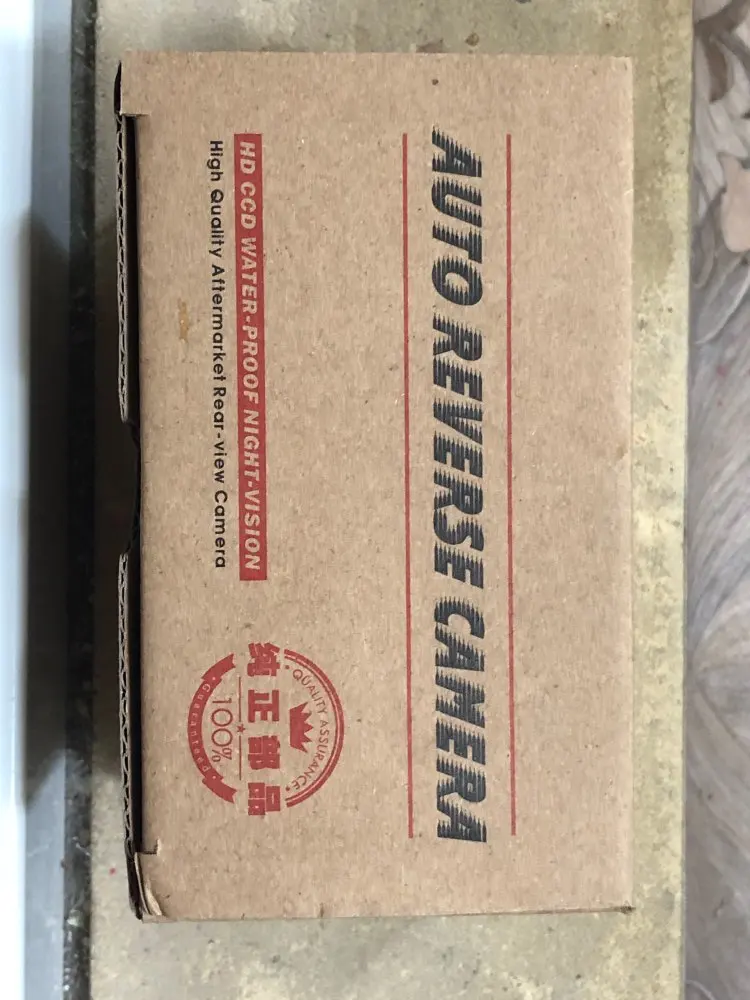 AUTO REVERSE CAMERA
HD CCD WATER-PROOF NIGHT-VISION
High Quality Aftermarket Rear-view Camera
QUALITY ASSURANCE
纯正部品
100%
Guaranteed